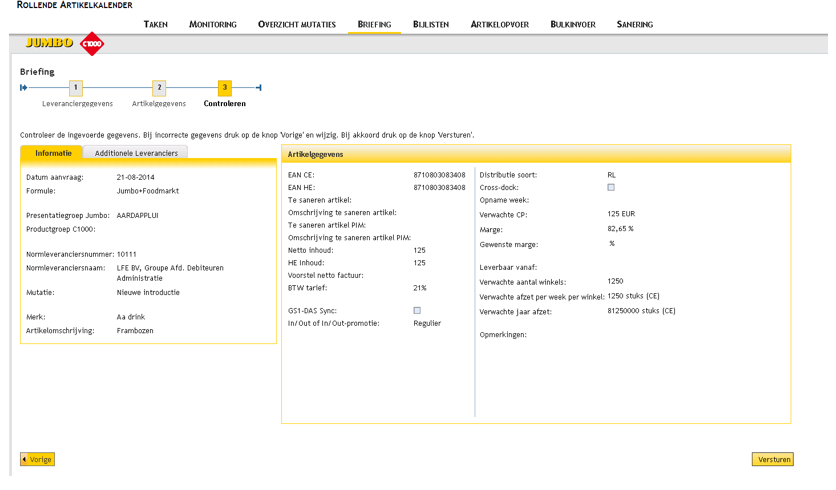 ROLLENDE ARTIKELKALENDER
TAKEN MONITORING OVERZICHT MUTATIES BRIEFING BIJLISTEN ARTIKELOPVOER BULKINVOER SANERING
JUMBO C1000
Briefing
1 2 3
Leveranciergegevens Artikelgegevens Controleren
Controleer de ingevoerde gegevens. Bij incorrecte gegevens druk op de knop 'Vorige' en wijzig. Bij akkoord druk op de knop 'Versturen'.
Informatie Additionele Leveranciers
Datum aanvraag: 21-08-2014
Formule: Jumbo+Foodmarkt
Presentatiegroep Jumbo: AARDAPPLUI
Productgroep C1000:
Normleveranciersnummer: 10111
Normleveranciersnaam: LFE BV, Groupe Afd. Debiteuren
Administratie
Mutatie: Nieuwe introductie
Merk: Aa drink
Artikelomschrijving: Frambozen
Artikelgegevens
EAN CE: 8710803083408
EAN HE: 8710803083408
Te saneren artikel:
Omschrijving te saneren artikel:
Te saneren artikel PIM:
Omschrijving te saneren artikel PIM:
Netto inhoud: 125
HE inhoud: 125
Voorstel netto factuur:
BTW tarief: 21%
GS1-DAS Sync:
In/Out of In/Out-promotie: Regulier
Distributie soort: RL
Cross-dock:
Opname week:
Verwachte CP: 125 EUR
Marge: 82,65 %
Gewenste marge: %
Leverbaar vanaf:
Verwachte aantal winkels: 1250
Verwachte afzet per week per winkel: 1250 stuks (CE)
Verwachte jaar afzet: 81250000 stuks (CE)
Opmerkingen:
Vorige
Versturen